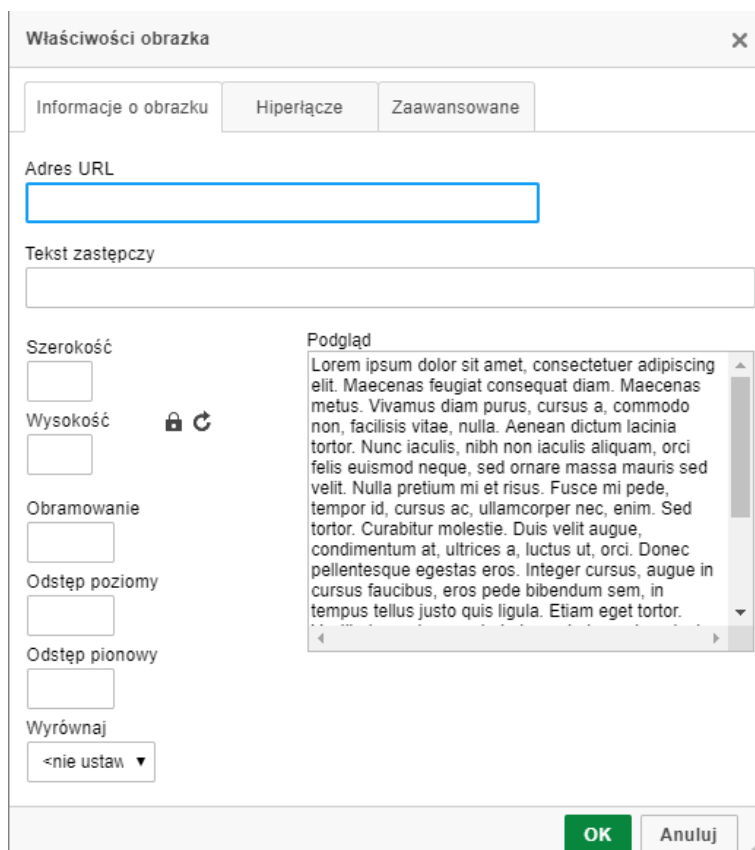 Właściwości obrazka
Informacje o obrazku
Hiperłącze
Zaawansowane
Adres URL
Tekst zastępczy
Szerokość
Wysokość
Obramowanie
Odstęp poziomy
Odstęp pionowy
Wyrównaj
<nie ustaw
Podgląd
Lorem ipsum dolor sit amet, consectetuer adipiscing
elit. Maecenas feugiat consequat diam. Maecenas
metus. Vivamus diam purus, cursus a, commodo
non, facilisis vitae, nulla. Aenean dictum lacinia
tortor. Nunc iaculis, nibh non iaculis aliquam, orci
felis euismod neque, sed ornare massa mauris sed
velit. Nulla pretium mi et risus. Fusce mi pede,
tempor id, cursus ac, ullamcorper nec, enim. Sed
tortor. Curabitur molestie. Duis velit augue,
condimentum at, ultrices a, luctus ut, orci. Donec
pellentesque egestas eros. Integer cursus, augue in
cursus faucibus, eros pede bibendum sem, in
tempus tellus justo quis ligula. Etiam eget tortor.
OK
Anuluj